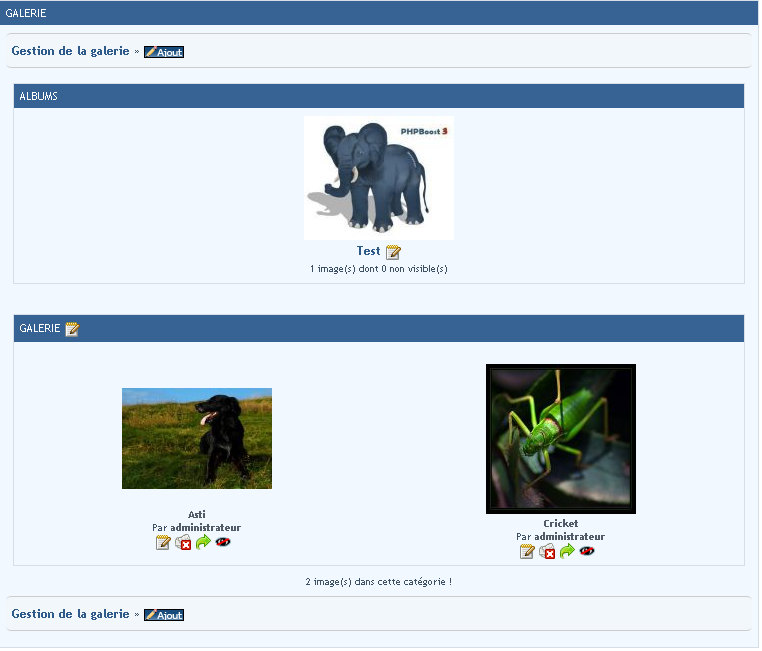 GALERIE
Gestion de la galerie » Ajout
ALBUMS
PHPBoost 3
Test
1 image(s) dont 0 non visible(s)
GALERIE
Asti
Par administrateur
Cricket
Par administrateur
2 image(s) dans cette catégorie !
Gestion de la galerie » Ajout